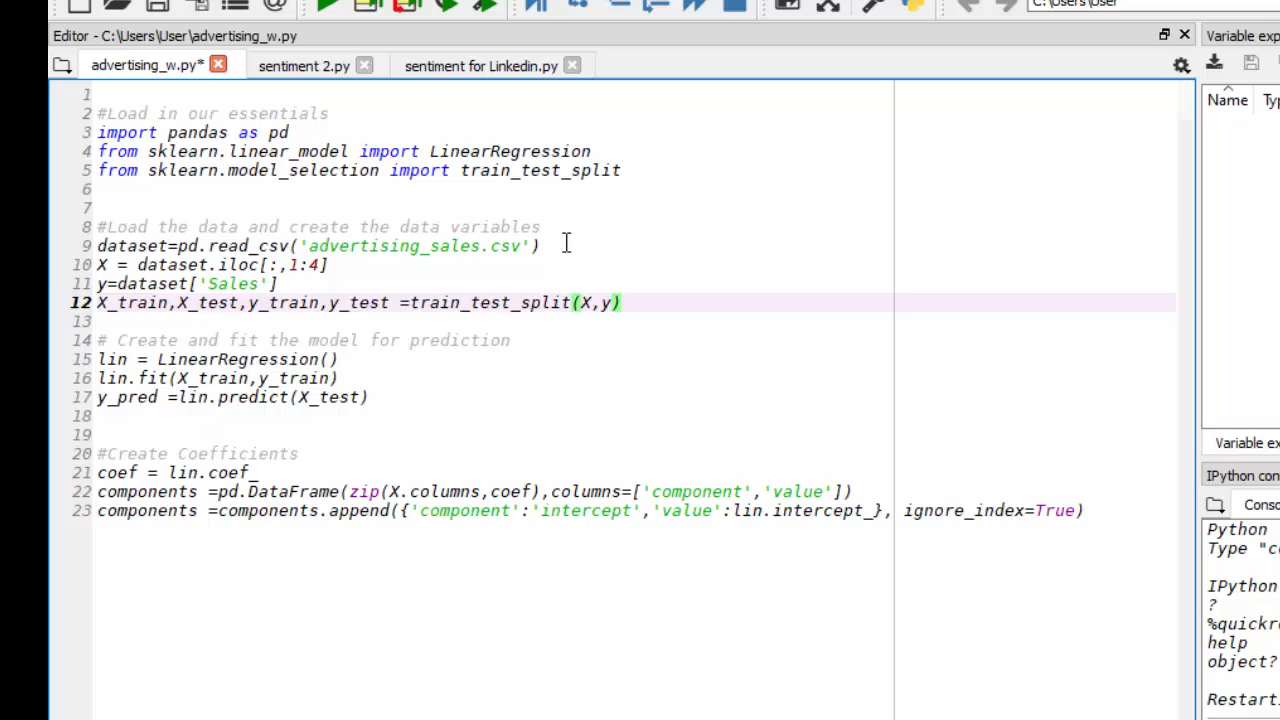 C:\Users\User
Editor - C:\Users\User\advertising_w.py
Variable exp
advertising_w.py*
sentiment 2.py
sentiment for Linkedin.py
Name
Ty
1
2 #Load in our essentials
3 import pandas as pd
4 from sklearn.linear_model import LinearRegression
5 from sklearn.model_selection import train_test_split
6
7
8 #Load the data and create the data variables
9 dataset=pd.read_csv('advertising_sales.csv')
10 X = dataset.iloc[:,1:4]
11 y=dataset['Sales']
12 X_train,X_test,y_train,y_test =train_test_split(X,y)
13
14 # Create and fit the model for prediction
15 lin = LinearRegression()
16 lin.fit(X_train,y_train)
17 y_pred =lin.predict(X_test)
18
19
20 #Create Coefficients
21 coef = lin.coef_
22 components =pd.DataFrame(zip(X.columns,coef),columns=['component','value'])
23 components =components.append({'component':'intercept','value':lin.intercept_}, ignore_index=True)
Variable exp
IPython con
Conso
Python
Type "c
IPython
?
%quickr
help
object?
Restart